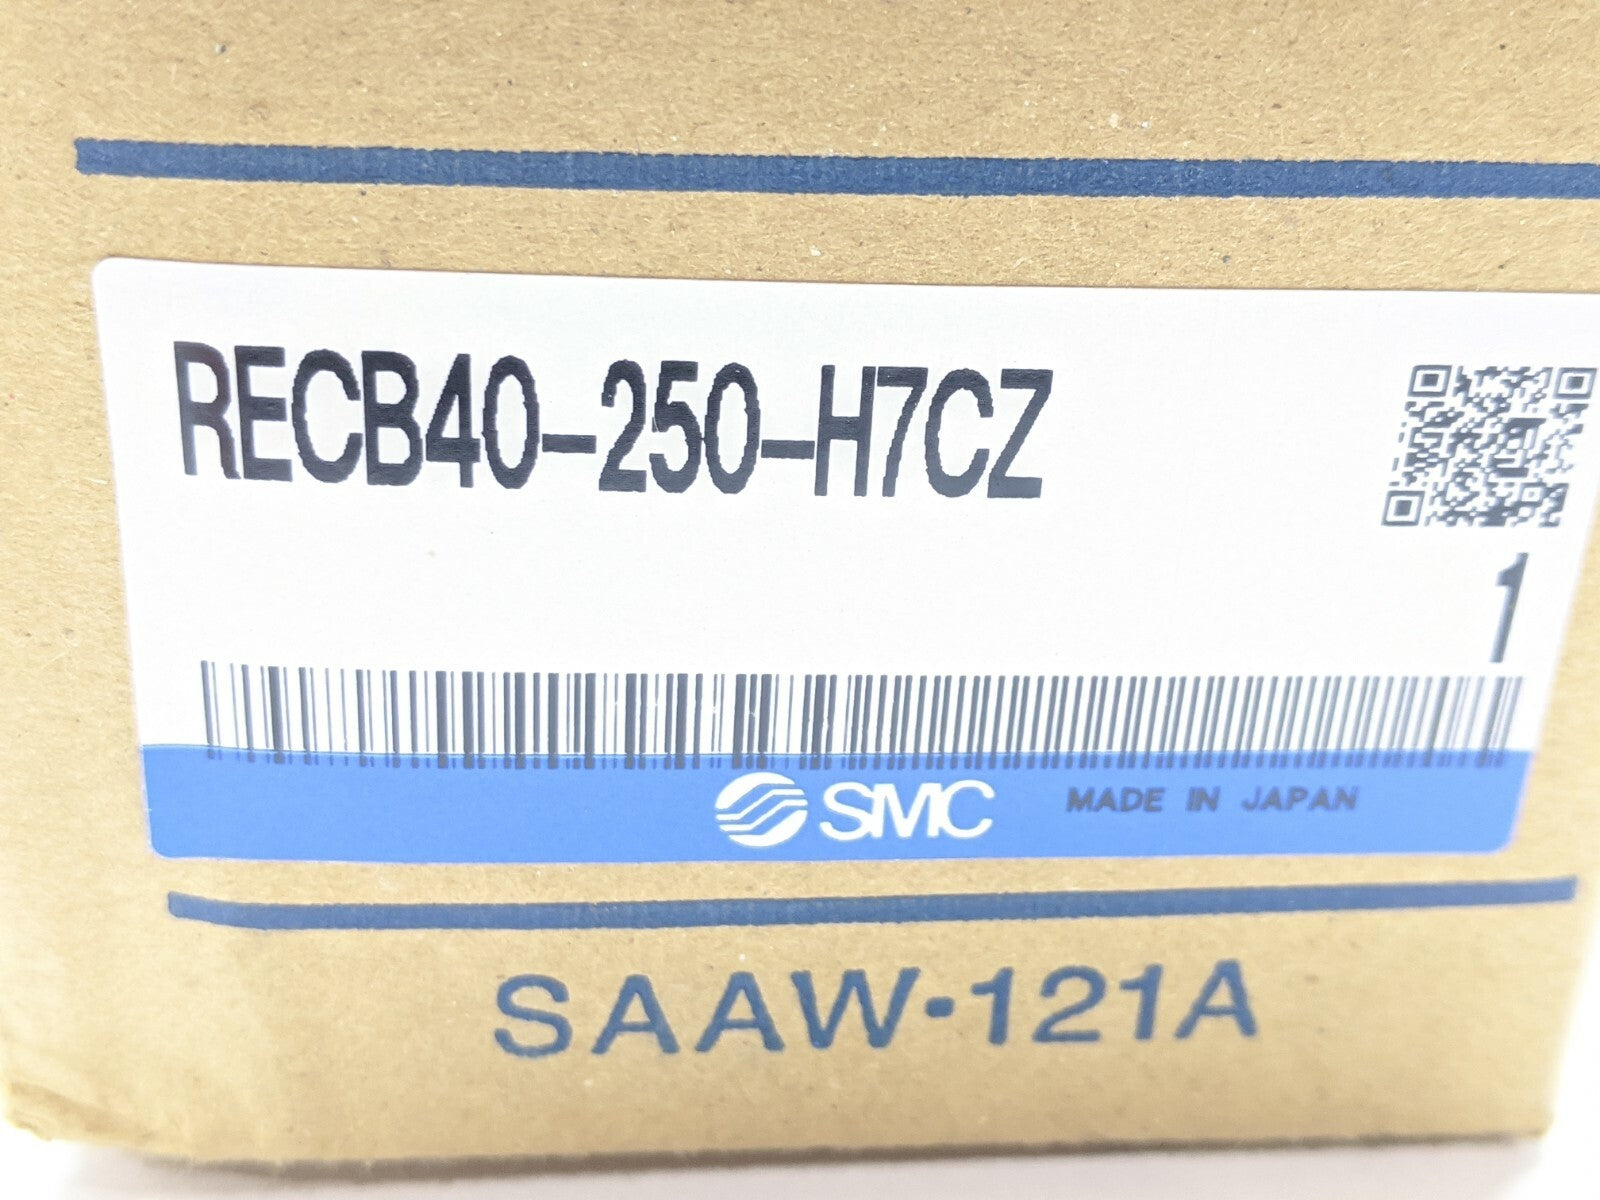 RECB40-250-H7CZ
1
SMC MADE IN JAPAN
SAAW·121A